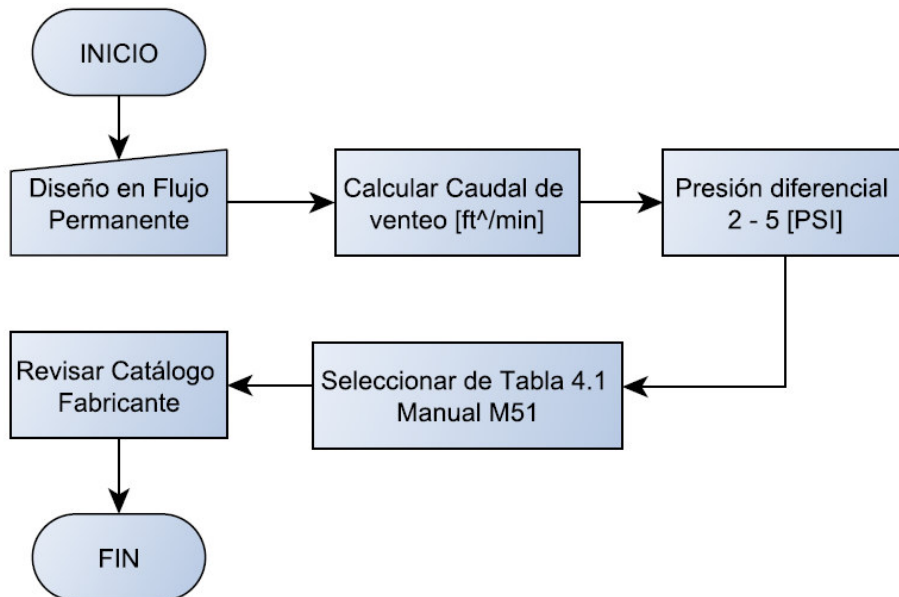 INICIO
Diseño en Flujo
Permanente
Calcular Caudal de
venteo [ft^/min]
Presión diferencial
2 - 5 [PSI]
Seleccionar de Tabla 4.1
Manual M51
Revisar Catálogo
Fabricante
FIN